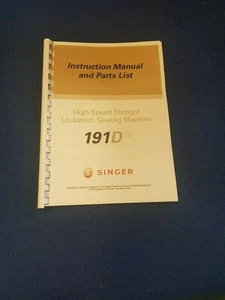 Instruction Manual
and Parts List
High Speed Straight
Lockstitch Sewing Machine
191D
SINGER